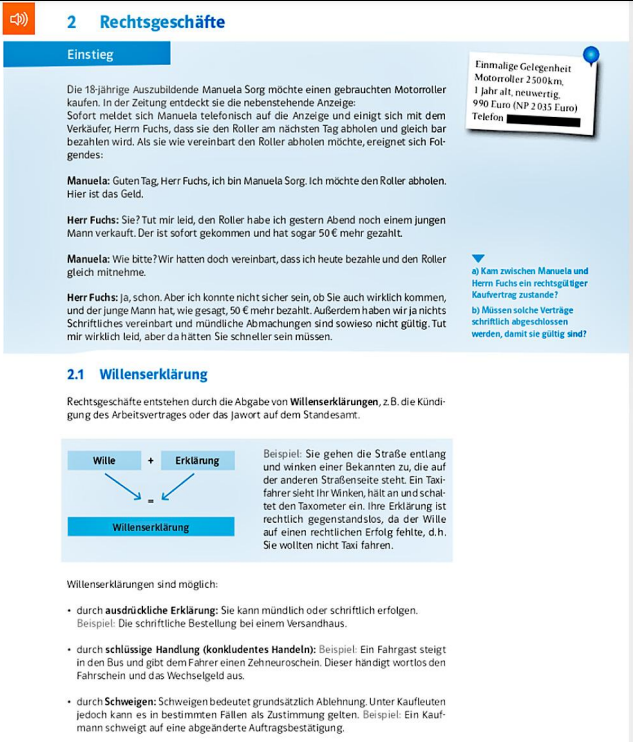 2 Rechtsgeschäfte
Einstieg
Die 18-jährige Auszubildende Manuela Sorg möchte einen gebrauchten Motorroller
kaufen. In der Zeitung entdeckt sie die nebenstehende Anzeige:
Sofort meldet sich Manuela telefonisch auf die Anzeige und einigt sich mit dem
Verkäufer, Herrn Fuchs, dass sie den Roller am nächsten Tag abholen und gleich bar
bezahlen wird. Als sie wie vereinbart den Roller abholen möchte, ereignet sich Fol-
gendes:
Manuela: Guten Tag, Herr Fuchs, ich bin Manuela Sorg. Ich möchte den Roller abholen.
Hier ist das Geld.
Herr Fuchs: Sie? Tut mir leid, den Roller habe ich gestern Abend noch einem jungen
Mann verkauft. Der ist sofort gekommen und hat sogar 50 € mehr gezahlt.
Manuela: Wie bitte? Wir hatten doch vereinbart, dass ich heute bezahle und den Roller
gleich mitnehme.
Herr Fuchs: Ja, schon. Aber ich konnte nicht sicher sein, ob Sie auch wirklich kommen,
und der junge Mann hat, wie gesagt, 50 € mehr bezahlt. Außerdem haben wir ja nichts
Schriftliches vereinbart und mündliche Abmachungen sind sowieso nicht gültig. Tut
mir wirklich leid, aber da hätten Sie schneller sein müssen.
Einmalige Gelegenheit
Motorroller 2 500 km,
1 Jahr alt, neuwertig,
990 Euro (NP 2 035 Euro)
Telefon
a) Kam zwischen Manuela und
Herrn Fuchs ein rechtsgültiger
Kaufvertrag zustande?
b) Müssen solche Verträge
schriftlich abgeschlossen
werden, damit sie gültig sind?
2.1 Willenserklärung
Rechtsgeschäfte entstehen durch die Abgabe von Willenserklärungen, z. B. die Kündi-
gung des Arbeitsvertrages oder das Jawort auf dem Standesamt.
Wille + Erklärung
=
Willenserklärung
Beispiel: Sie gehen die Straße entlang
und winken einer Bekannten zu, die auf
der anderen Straßenseite steht. Ein Taxi-
fahrer sieht Ihr Winken, hält an und schal-
tet den Taxometer ein. Ihre Erklärung ist
rechtlich gegenstandslos, da der Wille
auf einen rechtlichen Erfolg fehlte, d. h.
Sie wollten nicht Taxi fahren.
Willenserklärungen sind möglich:
• durch ausdrückliche Erklärung: Sie kann mündlich oder schriftlich erfolgen.
Beispiel: Die schriftliche Bestellung bei einem Versandhaus.
• durch schlüssige Handlung (konkludentes Handeln): Beispiel: Ein Fahrgast steigt
in den Bus und gibt dem Fahrer einen Zehneuroschein. Dieser händigt wortlos den
Fahrschein und das Wechselgeld aus.
• durch Schweigen: Schweigen bedeutet grundsätzlich Ablehnung. Unter Kaufleuten
jedoch kann es in bestimmten Fällen als Zustimmung gelten. Beispiel: Ein Kauf-
mann schweigt auf eine abgeänderte Auftragsbestätigung.